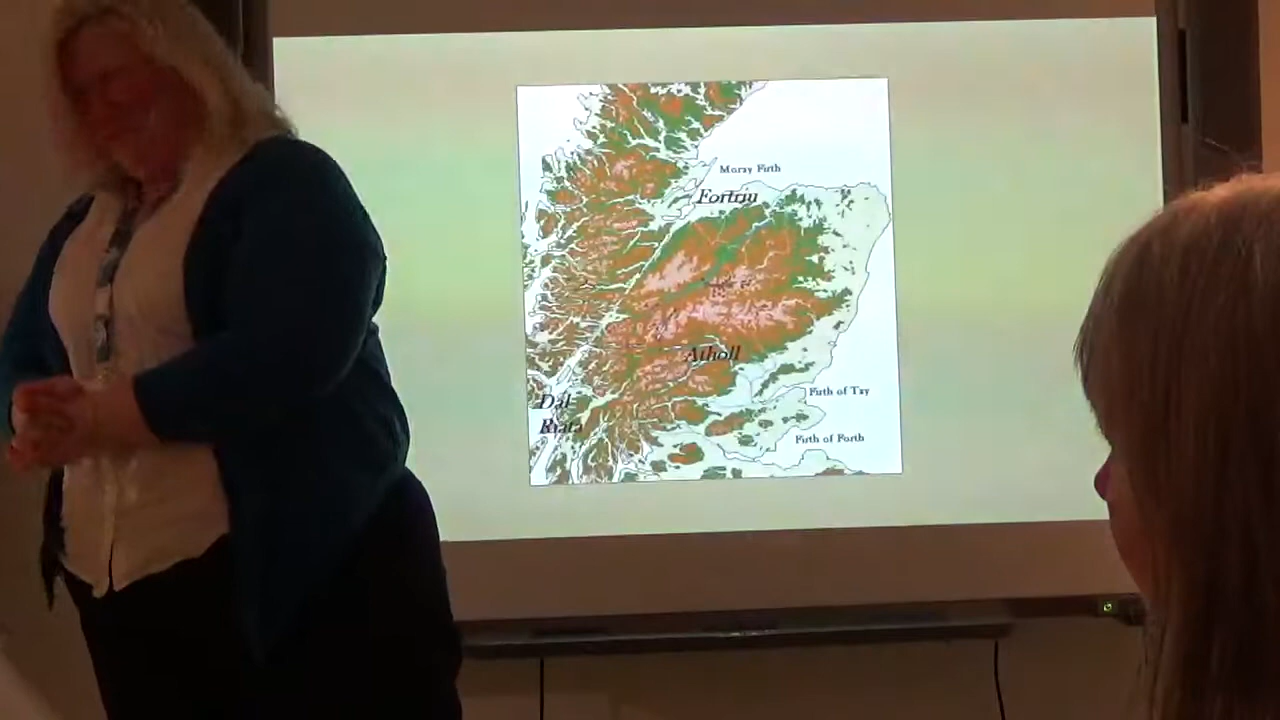 Moray Firth
Fortriu
Atholl
Firth of Tay
Dál
Riata
Firth of Forth